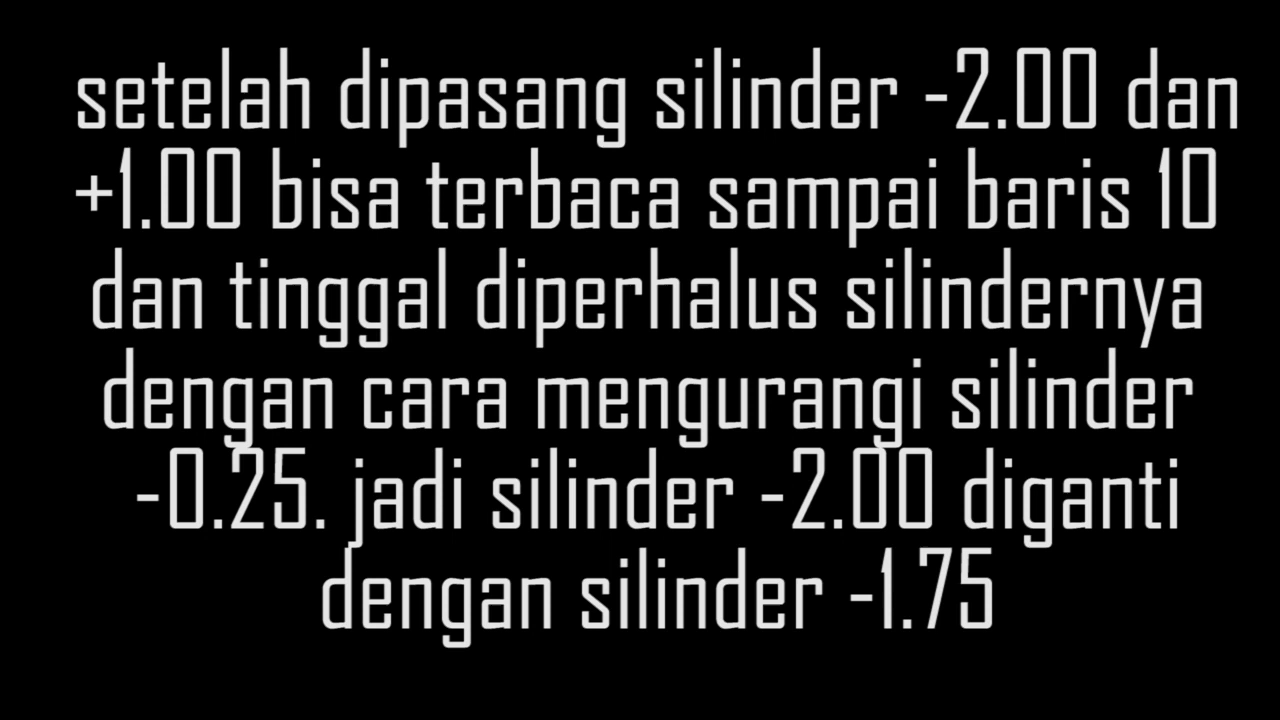 setelah dipasang silinder -2.00 dan
+1.00 bisa terbaca sampai baris 10
dan tinggal diperhalus silindernya
dengan cara mengurangi silinder
-0.25. jadi silinder -2.00 diganti
dengan silinder -1.75